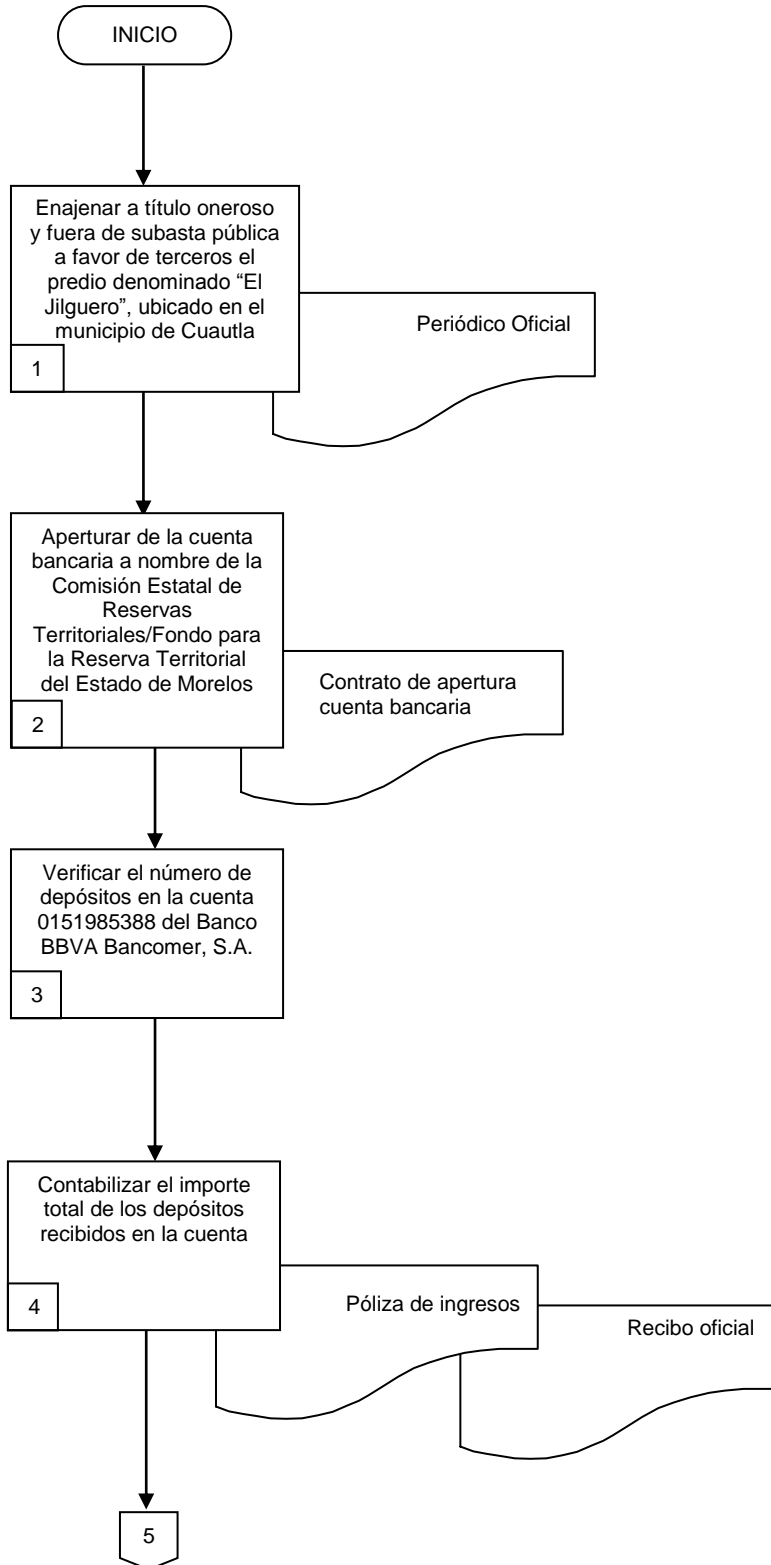 INICIO
Enajenar a título oneroso
y fuera de subasta pública
a favor de terceros el
predio denominado “El
Jilguero”, ubicado en el
municipio de Cuautla
1
Periódico Oficial
Aperturar de la cuenta
bancaria a nombre de la
Comisión Estatal de
Reservas
Territoriales/Fondo para
la Reserva Territorial
del Estado de Morelos
2
Contrato de apertura
cuenta bancaria
Verificar el número de
depósitos en la cuenta
0151985388 del Banco
BBVA Bancomer, S.A.
3
Contabilizar el importe
total de los depósitos
recibidos en la cuenta
4
Póliza de ingresos
Recibo oficial
5